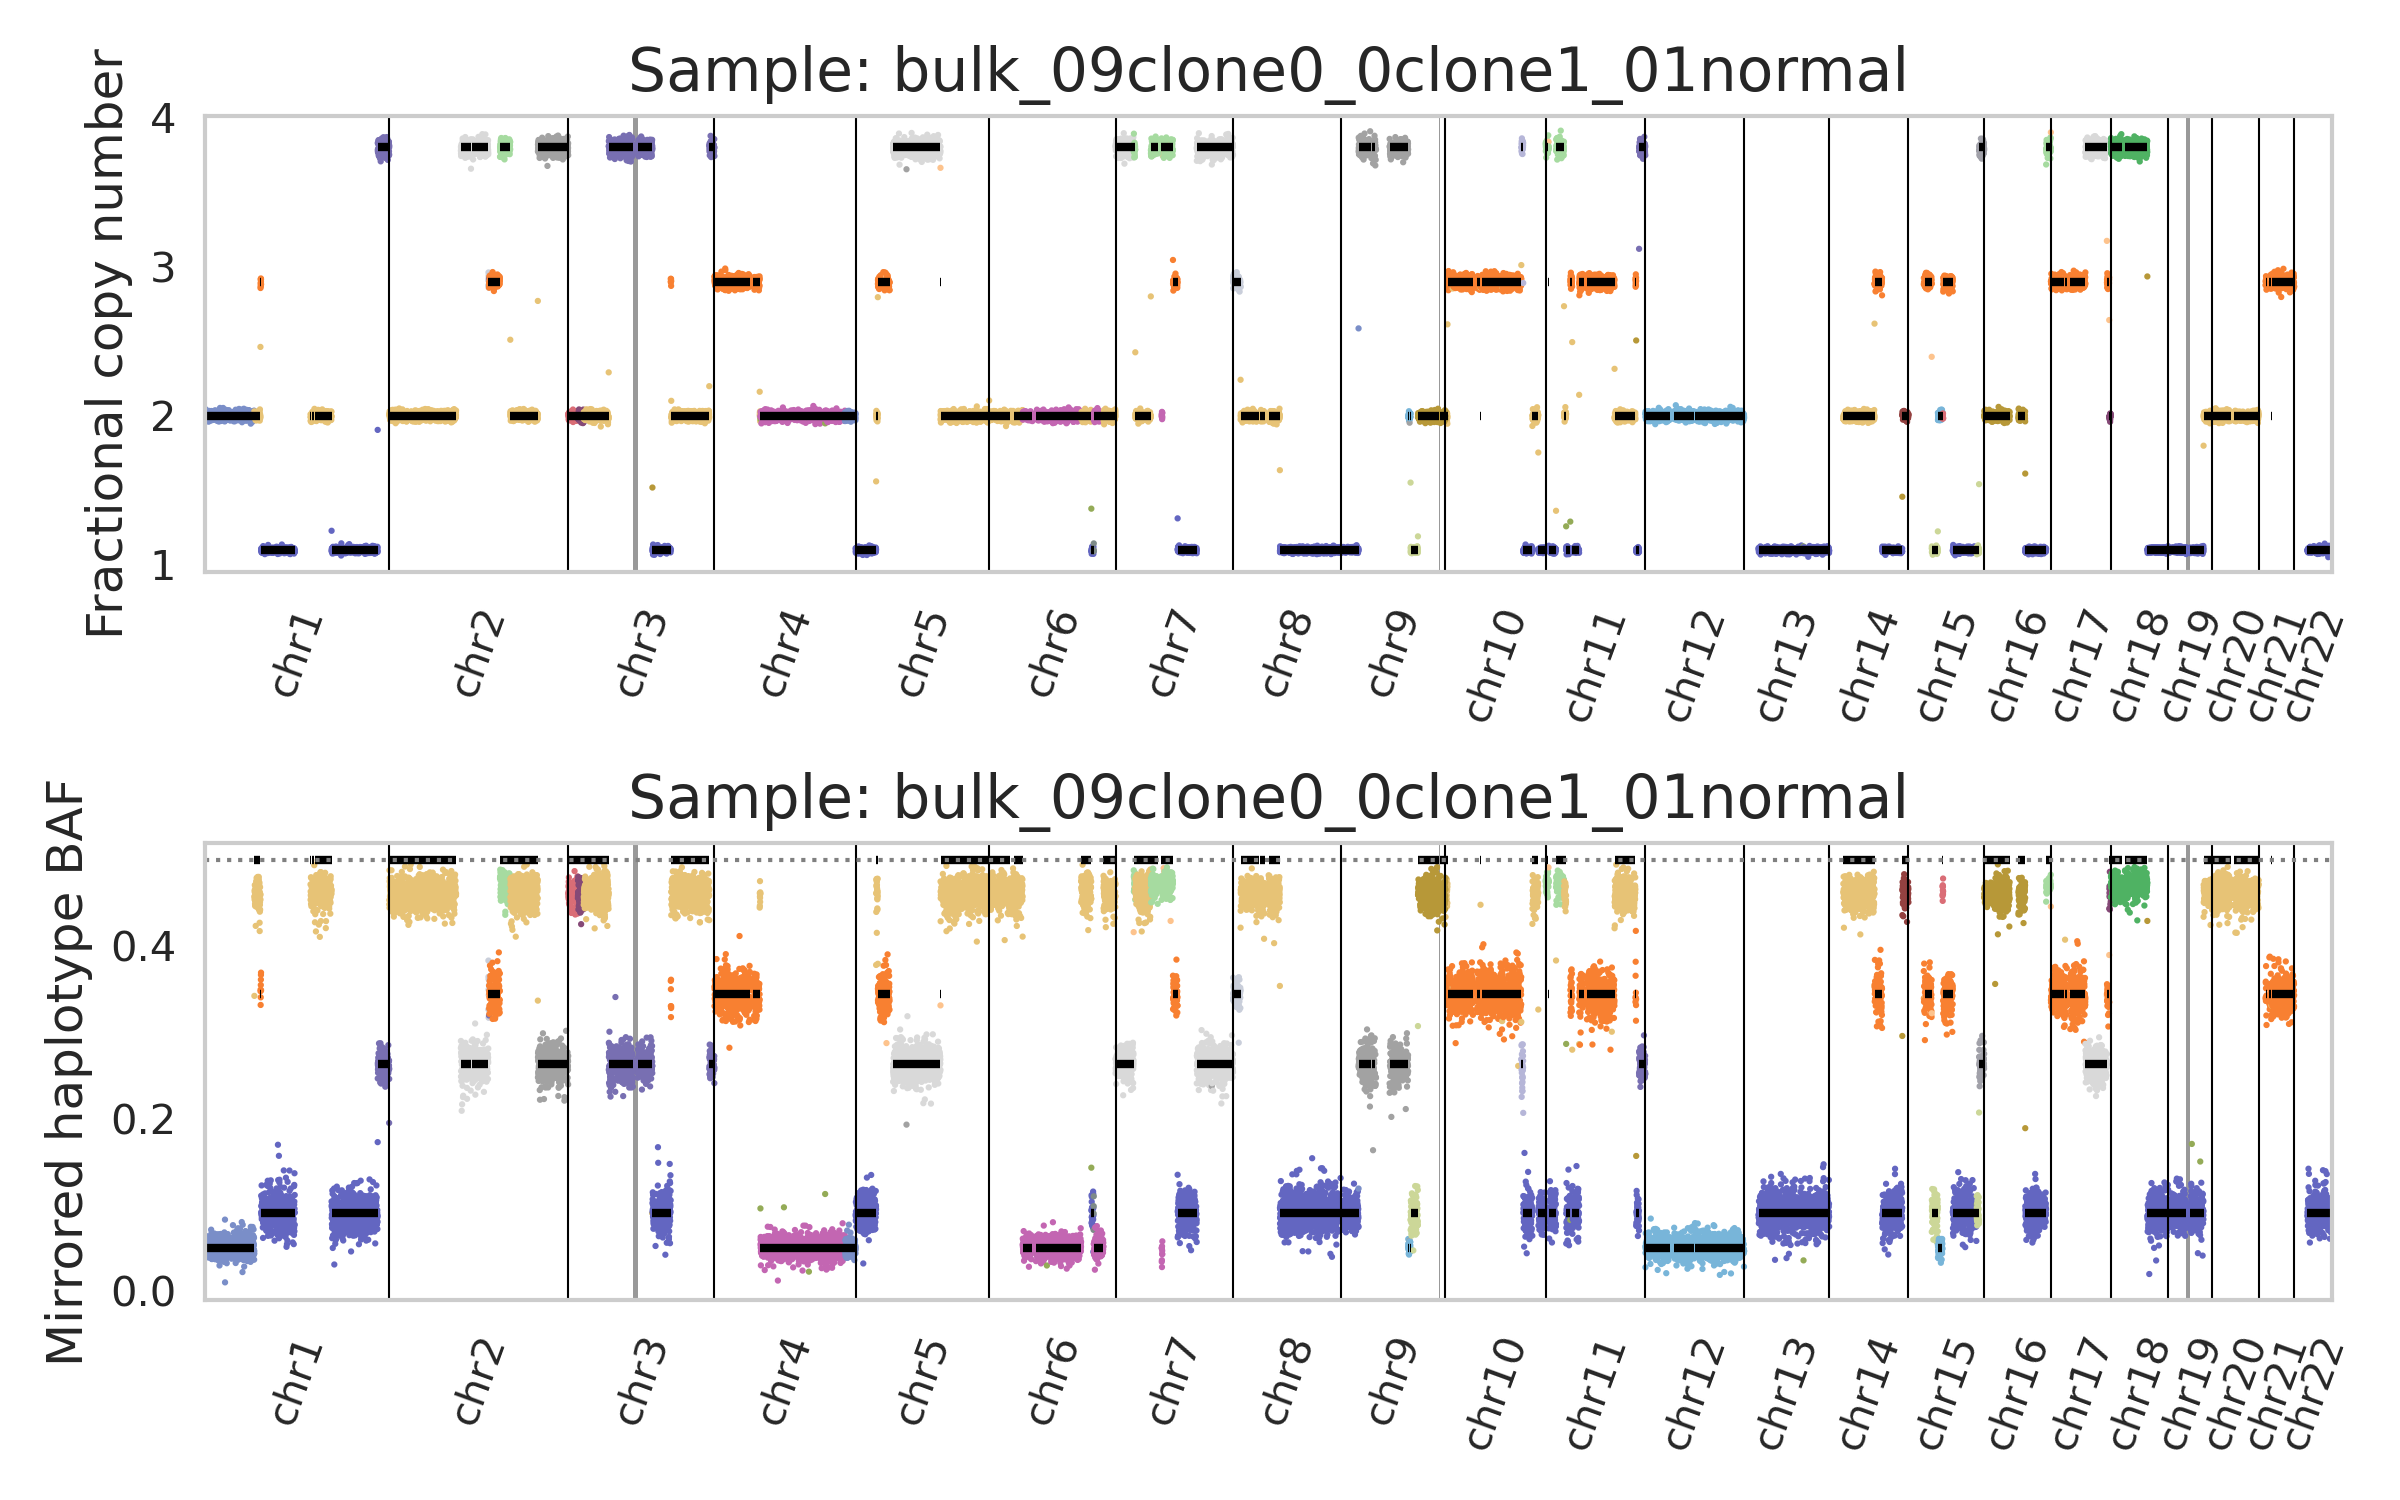 Sample: bulk_09clone0_0clone1_01normal
Fractional copy number
4
3
2
1
chr1 chr2 chr3 chr4 chr5 chr6 chr7 chr8 chr9 chr10 chr11 chr12 chr13 chr14 chr15 chr16 chr17 chr18 chr19 chr20 chr21 chr22
Sample: bulk_09clone0_0clone1_01normal
Mirrored haplotype BAF
0.4
0.2
0.0
chr1 chr2 chr3 chr4 chr5 chr6 chr7 chr8 chr9 chr10 chr11 chr12 chr13 chr14 chr15 chr16 chr17 chr18 chr19 chr20 chr21 chr22